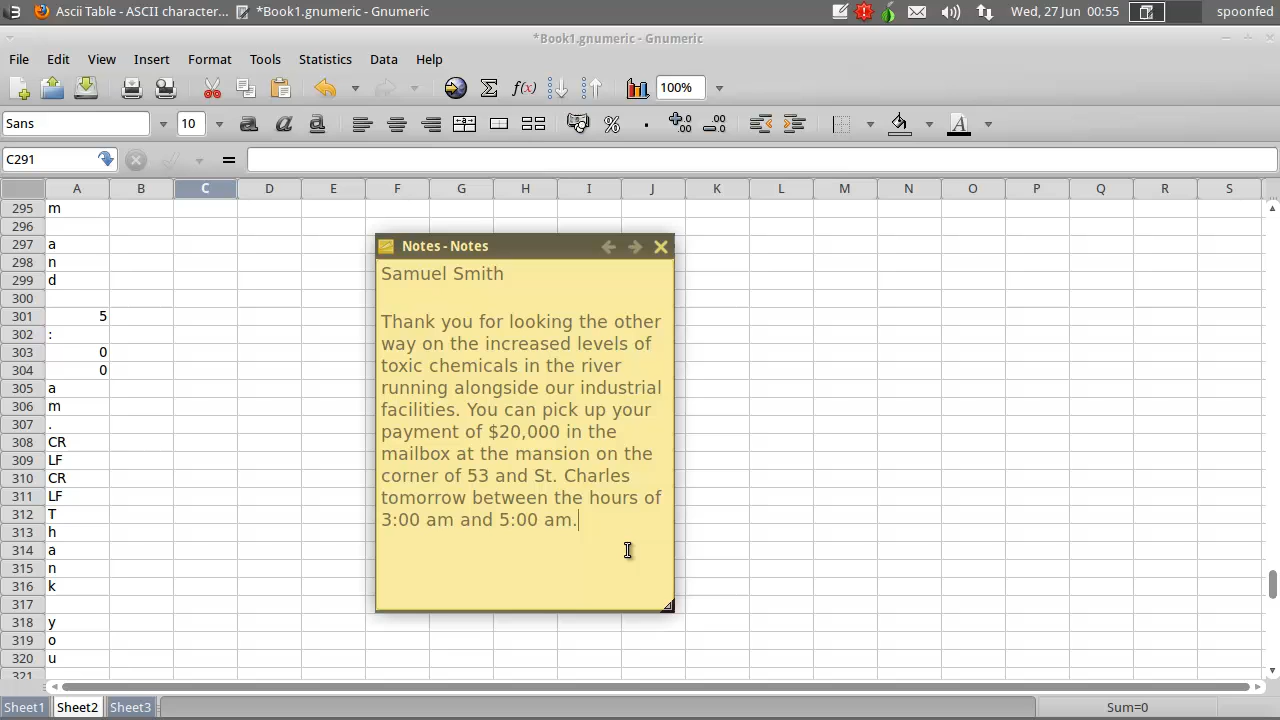 Ascii Table - ASCII character... *Book1.gnumeric - Gnumeric Wed, 27 Jun 00:55 spoonfed
*Book1.gnumeric - Gnumeric
File Edit View Insert Format Tools Statistics Data Help
f(x) 100%
Sans 10 a a a % A
C291 =
A B C D E F G H I J K L M N O P Q R S
295 m
296
297 a
298 n
299 d
300
301 5
302 :
303 0
304 0
305 a
306 m
307 .
308 CR
309 LF
310 CR
311 LF
312 T
313 h
314 a
315 n
316 k
317
318 y
319 o
320 u
321
Notes - Notes
Samuel Smith
Thank you for looking the other
way on the increased levels of
toxic chemicals in the river
running alongside our industrial
facilities. You can pick up your
payment of $20,000 in the
mailbox at the mansion on the
corner of 53 and St. Charles
tomorrow between the hours of
3:00 am and 5:00 am.
Sheet1 Sheet2 Sheet3 Sum=0